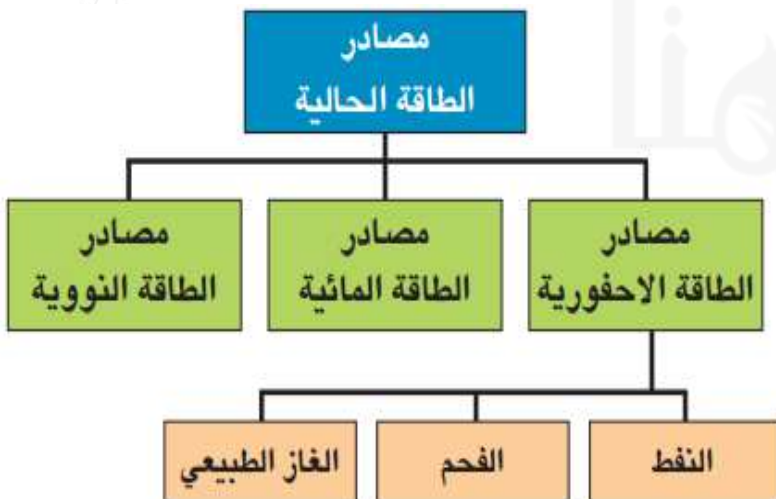 مصادر
الطاقة الحالية
مصادر
الطاقة الاحفورية
مصادر
الطاقة المائية
مصادر
الطاقة النووية
النفط
الفحم
الغاز الطبيعي